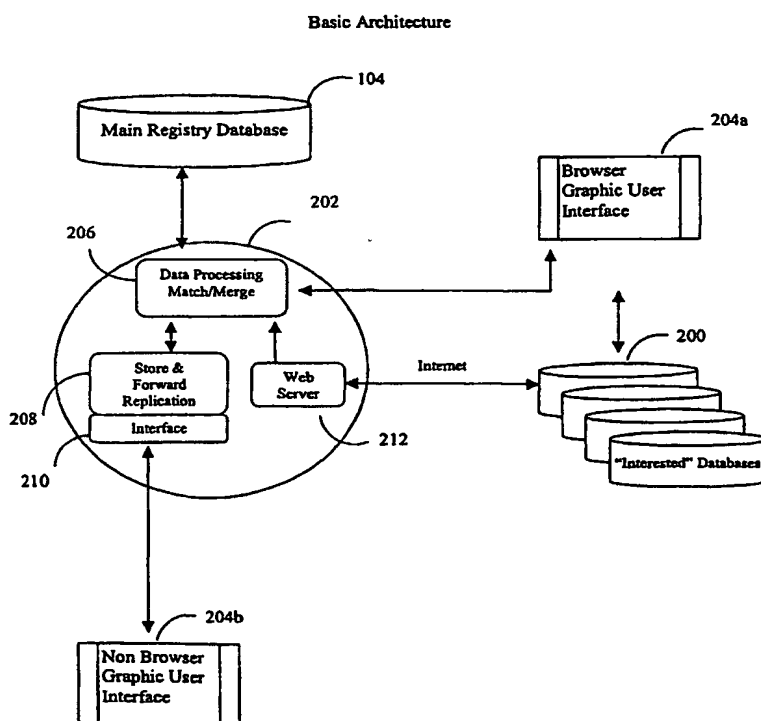 Basic Architecture
104
Main Registry Database
204a
Browser
Graphic User
Interface
202
206
Data Processing
Match/Merge
200
Internet
Store &
Forward
Replication
Web
Server
208
Interface
212
210
"Interested" Databases
204b
Non Browser
Graphic User
Interface